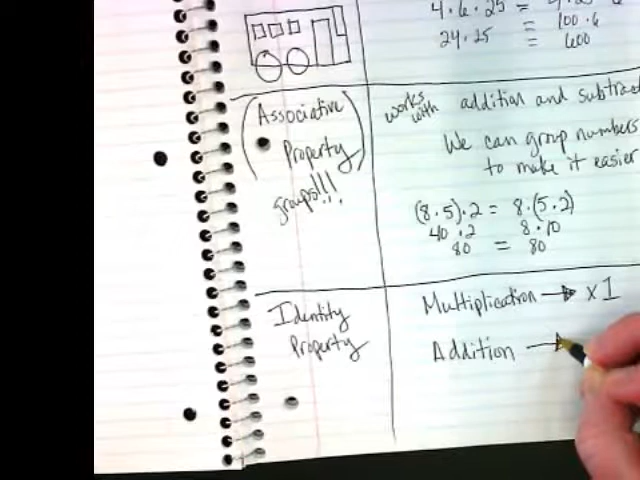 4 · 6 · 25 =
24 · 25 = 100 · 6
= 600
(Associative
Property)
groups!!!
works with addition and subtract
We can group numbers
to make it easier
(8 · 5) · 2 = 8 · (5 · 2)
40 · 2 8 · 10
80 = 80
Identity
Property
Multiplication → x 1
Addition →